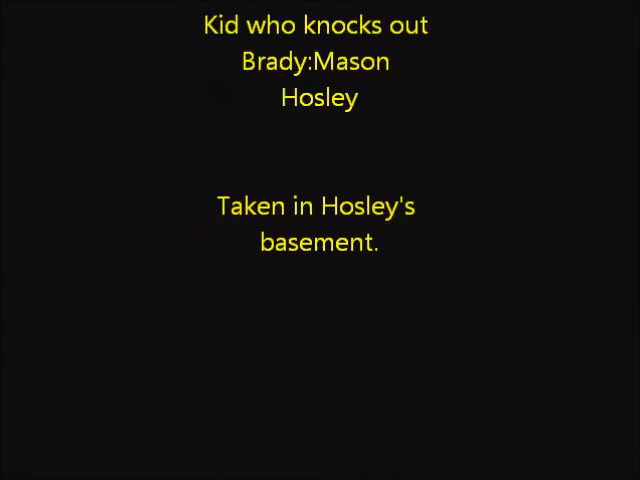 Kid who knocks out
Brady:Mason
Hosley
Taken in Hosley's
basement.